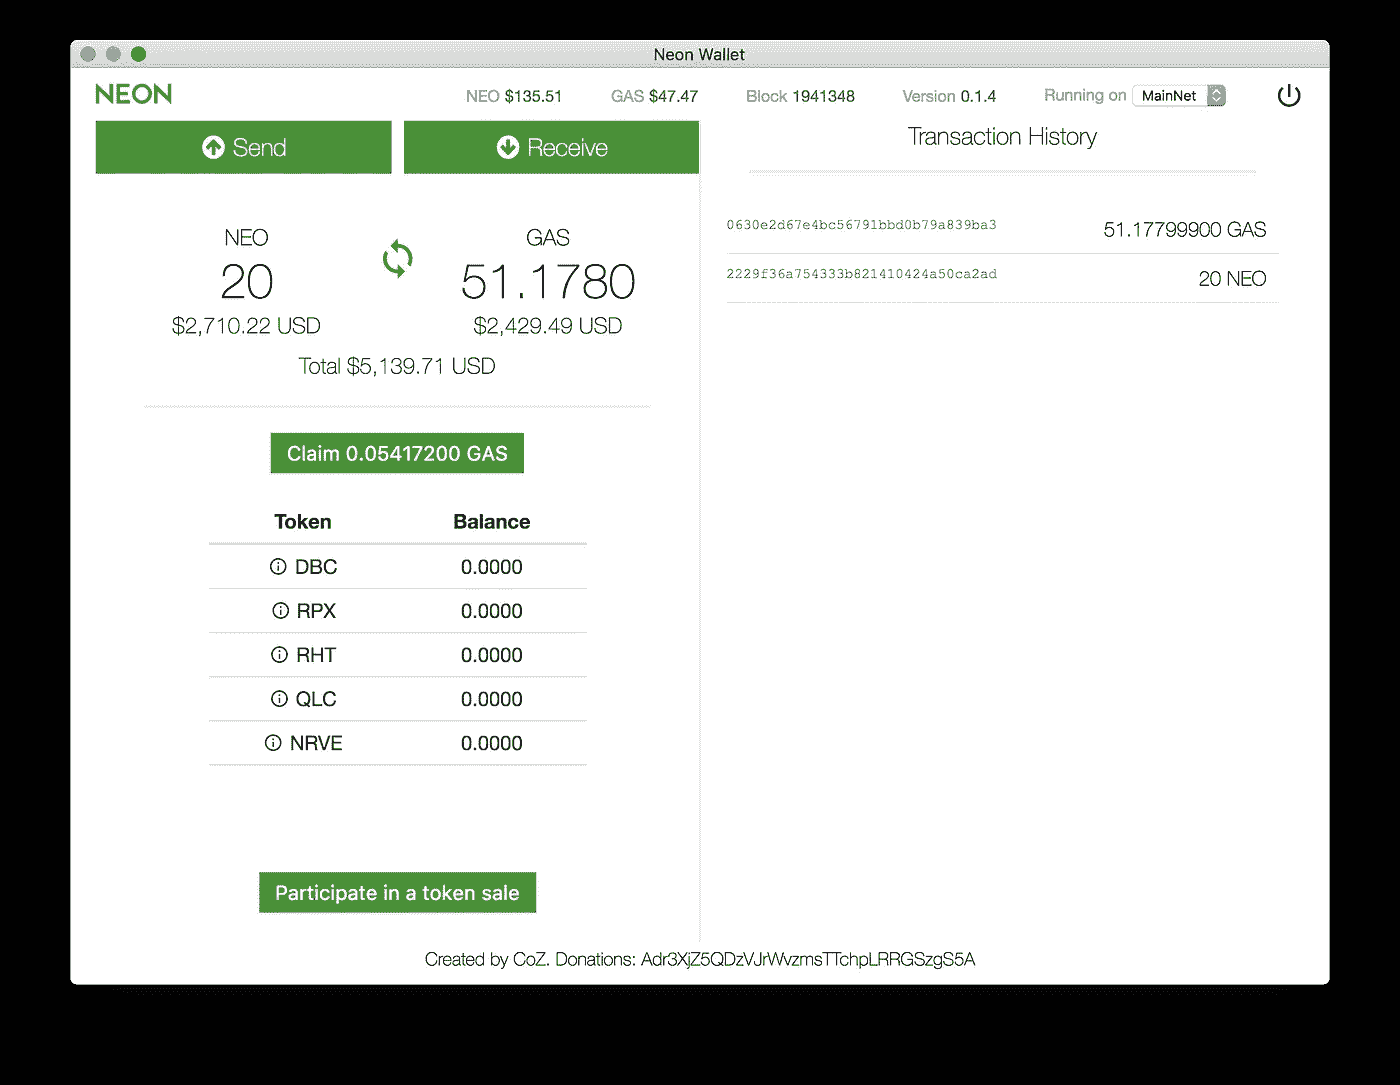 Neon Wallet
NEON
NEO $135.51 GAS $47.47 Block 1941348 Version 0.1.4 Running on MainNet
Send
Receive
NEO
20
$2,710.22 USD
GAS
51.1780
$2,429.49 USD
Total $5,139.71 USD
Claim 0.05417200 GAS
Token Balance
DBC 0.0000
RPX 0.0000
RHT 0.0000
QLC 0.0000
NRVE 0.0000
Participate in a token sale
Transaction History
0630e2d67e4bc56791bbd0b79a839ba3 51.17799900 GAS
2229f36a754333b821410424a50ca2ad 20 NEO
Created by CoZ. Donations: Adr3XjZ5QDzVJrWvzmsTTchpLRRGSzgS5A